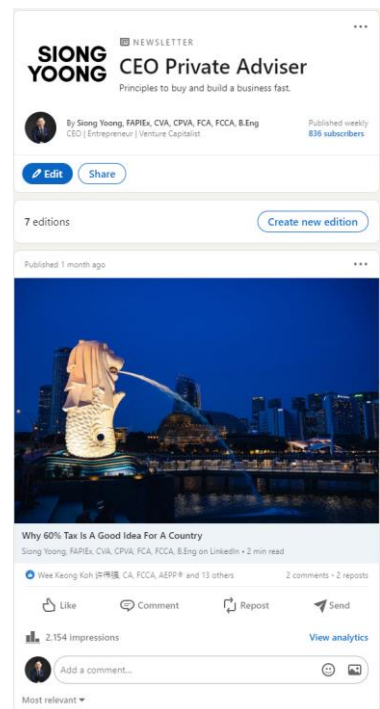 SIONG
YOONG
NEWSLETTER
CEO Private Adviser
Principles to buy and build a business fast.
By Siong Yoong, FAPIEx, CVA, CPVA, FCA, FCCA, B.Eng
CEO | Entrepreneur | Venture Capitalist
Published weekly
836 subscribers
Edit
Share
7 editions
Create new edition
Published 1 month ago
Why 60% Tax Is A Good Idea For A Country
Siong Yoong, FAPIEx, CVA, CPVA, FCA, FCCA, B.Eng on LinkedIn • 2 min read
Wee Keong Koh 许伟强, CA, FCCA, AEPP® and 13 others
2 comments • 2 reposts
Like
Comment
Repost
Send
2,154 impressions
View analytics
Add a comment...
Most relevant